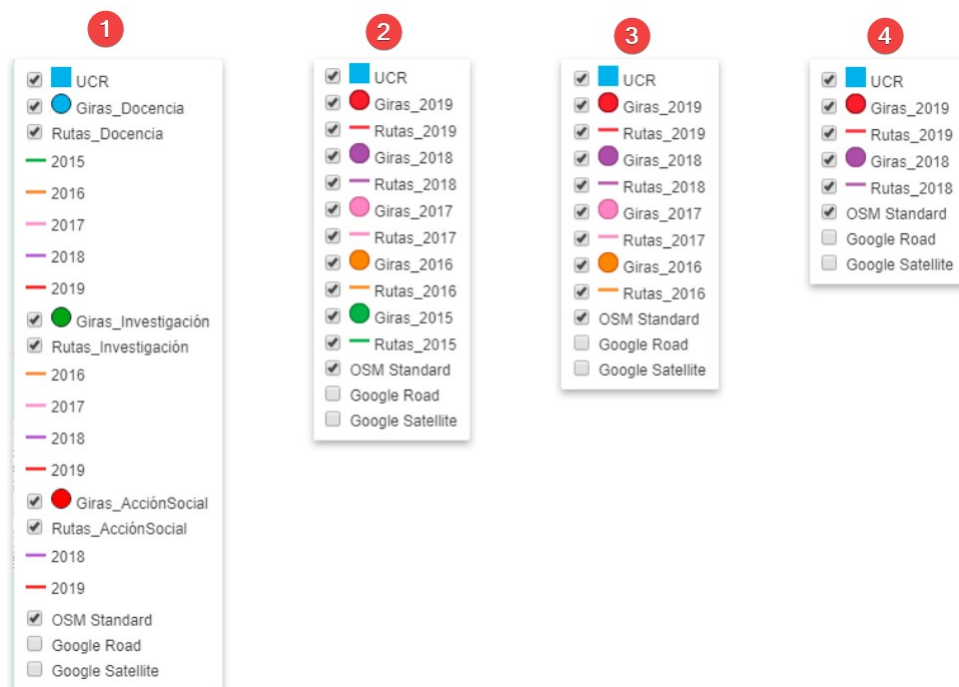 1
UCR
Giras_Docencia
Rutas_Docencia
2015
2016
2017
2018
2019
Giras_Investigación
Rutas_Investigación
2016
2017
2018
2019
Giras_AcciónSocial
Rutas_AcciónSocial
2018
2019
OSM Standard
Google Road
Google Satellite
2
UCR
Giras_2019
Rutas_2019
Giras_2018
Rutas_2018
Giras_2017
Rutas_2017
Giras_2016
Rutas_2016
Giras_2015
Rutas_2015
OSM Standard
Google Road
Google Satellite
3
UCR
Giras_2019
Rutas_2019
Giras_2018
Rutas_2018
Giras_2017
Rutas_2017
Giras_2016
Rutas_2016
OSM Standard
Google Road
Google Satellite
4
UCR
Giras_2019
Rutas_2019
Giras_2018
Rutas_2018
OSM Standard
Google Road
Google Satellite